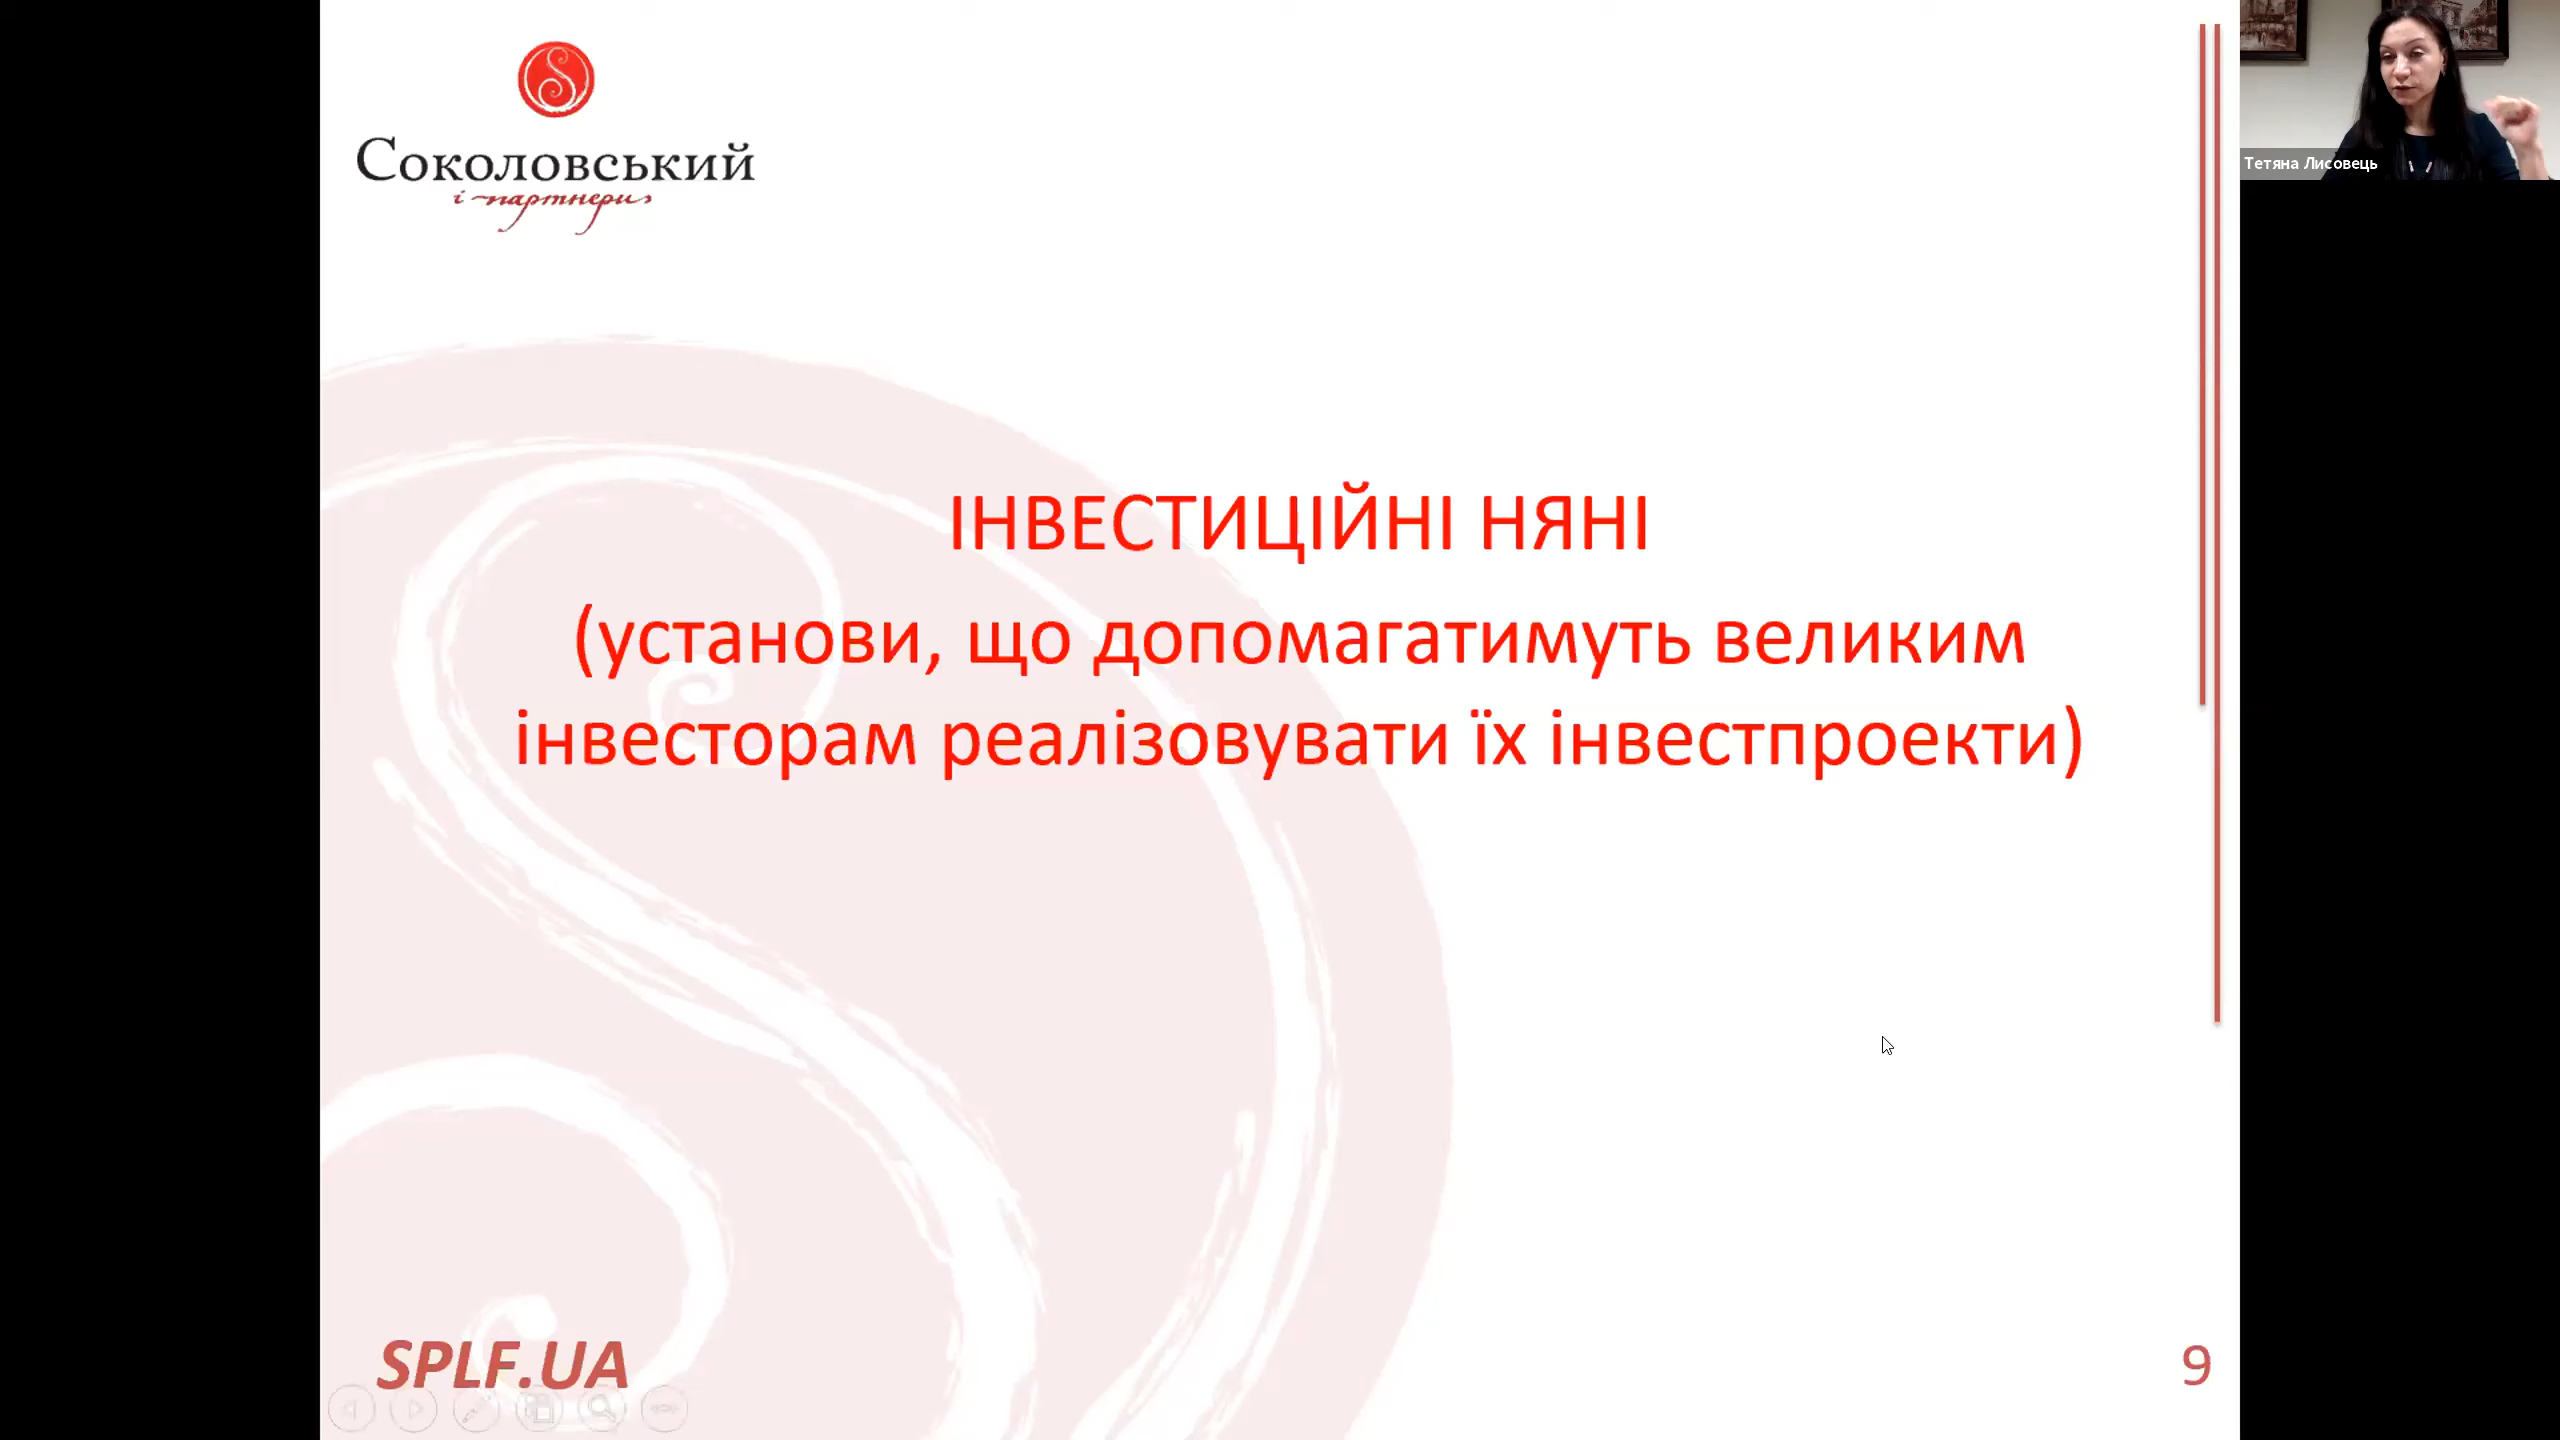 Соколовський
і партнери
Тетяна Лисовець
ІНВЕСТИЦІЙНІ НЯНІ
(установи, що допомагатимуть великим
інвесторам реалізовувати їх інвестпроекти)
SPLF.UA
9